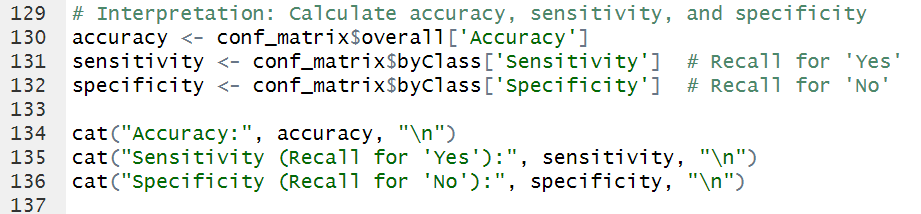 129 # Interpretation: Calculate accuracy, sensitivity, and specificity
130 accuracy <- conf_matrix$overall['Accuracy']
131 sensitivity <- conf_matrix$byClass['Sensitivity']  # Recall for 'Yes'
132 specificity <- conf_matrix$byClass['Specificity']  # Recall for 'No'
133
134 cat("Accuracy:", accuracy, "\n")
135 cat("Sensitivity (Recall for 'Yes'):", sensitivity, "\n")
136 cat("Specificity (Recall for 'No'):", specificity, "\n")
137